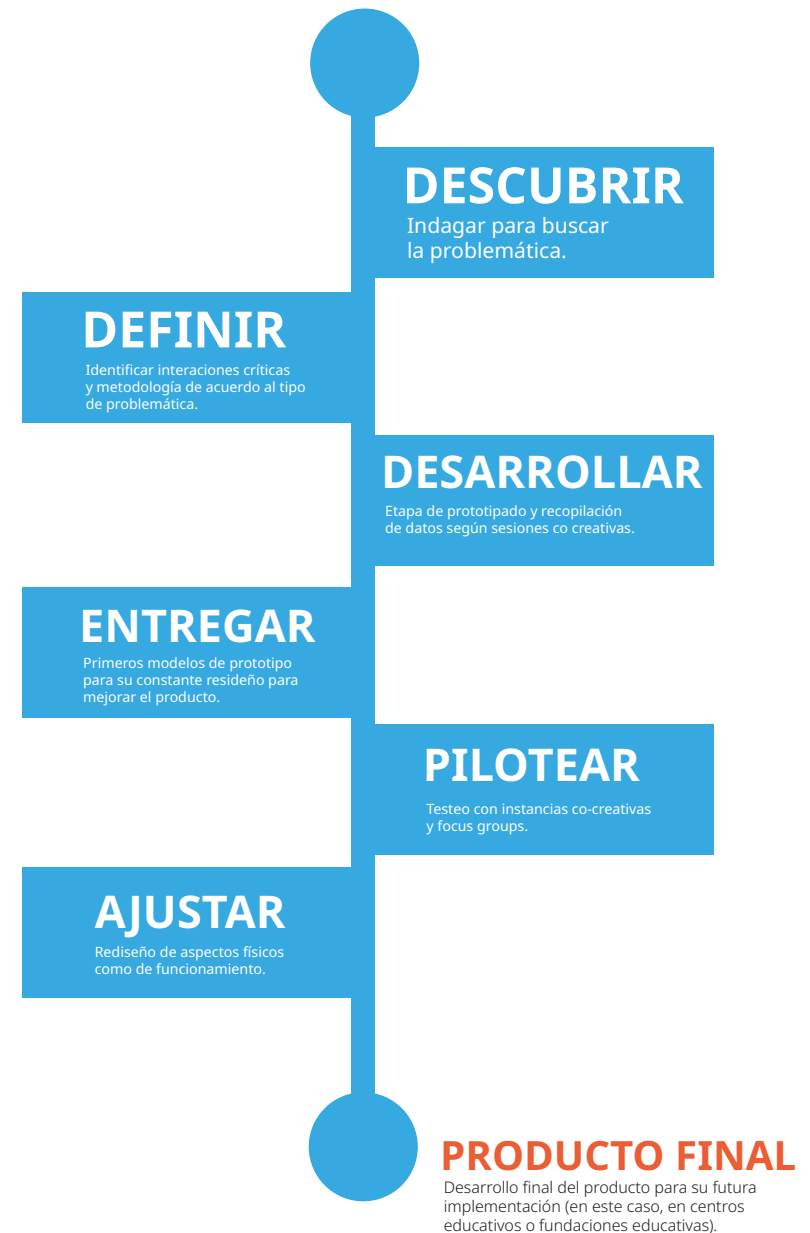 DESCUBRIR
Indagar para buscar
la problemática.
DEFINIR
Identificar interaciones críticas
y metodología de acuerdo al tipo
de problemática.
DESARROLLAR
Etapa de prototipado y recopilación
de datos según sesiones co creativas.
ENTREGAR
Primeros modelos de prototipo
para su constante resideño para
mejorar el producto.
PILOTEAR
Testeo con instancias co-creativas
y focus groups.
AJUSTAR
Rediseño de aspectos físicos
como de funcionamiento.
PRODUCTO FINAL
Desarrollo final del producto para su futura
implementación (en este caso, en centros
educativos o fundaciones educativas).